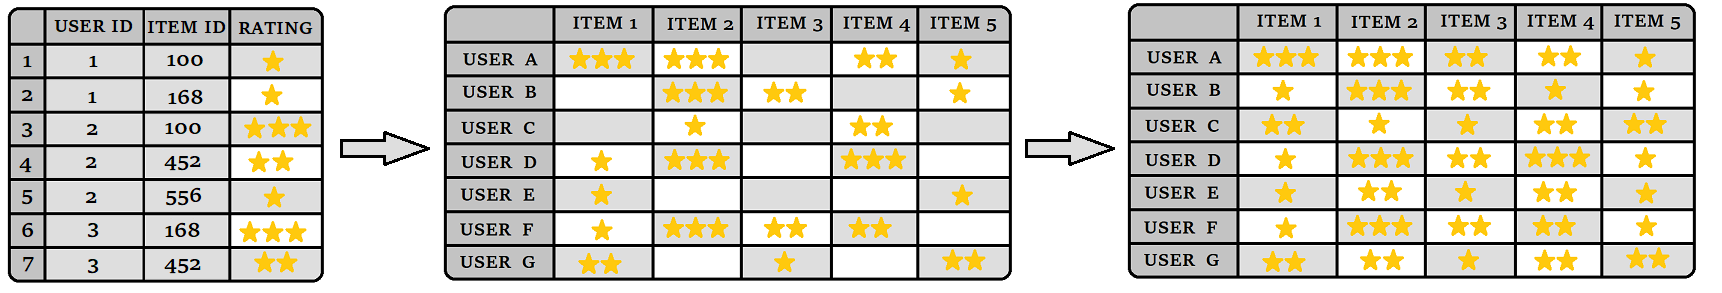 USER ID ITEM ID RATING
1 1 100
2 1 168
3 2 100
4 2 452
5 2 556
6 3 168
7 3 452
ITEM 1 ITEM 2 ITEM 3 ITEM 4 ITEM 5
USER A
USER B
USER C
USER D
USER E
USER F
USER G
ITEM 1 ITEM 2 ITEM 3 ITEM 4 ITEM 5
USER A
USER B
USER C
USER D
USER E
USER F
USER G